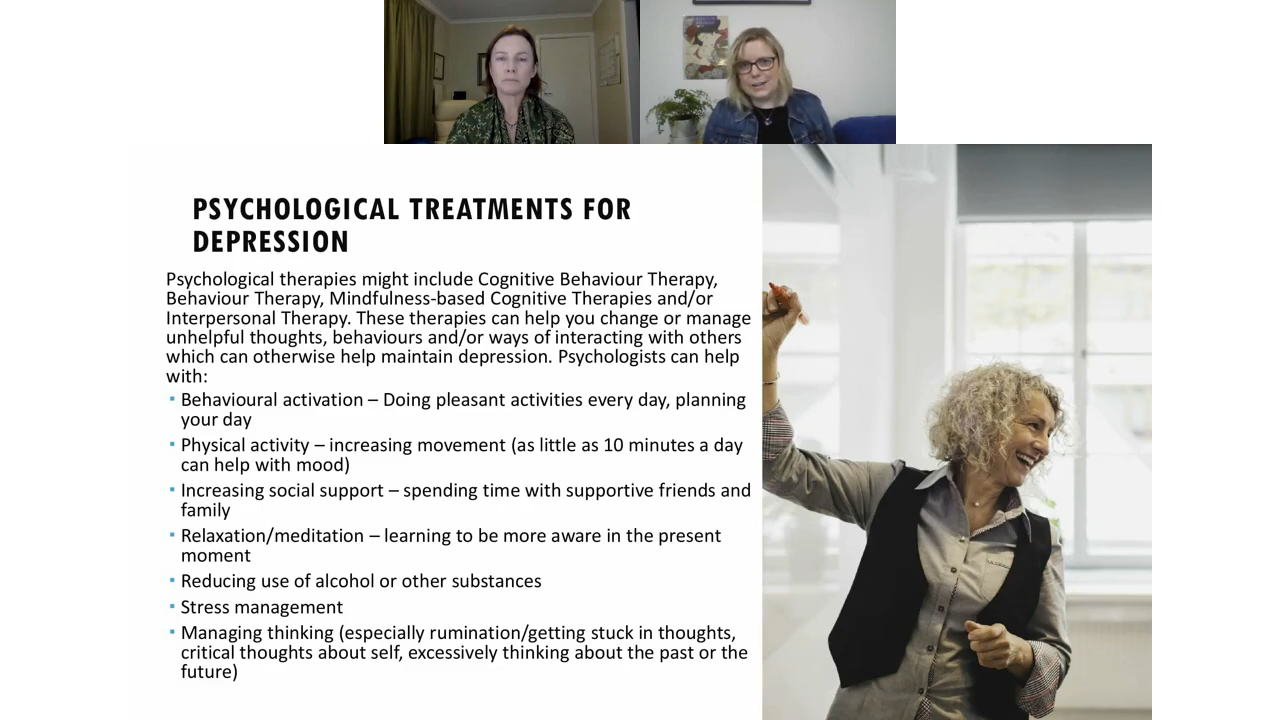 PSYCHOLOGICAL TREATMENTS FOR
DEPRESSION
Psychological therapies might include Cognitive Behaviour Therapy,
Behaviour Therapy, Mindfulness-based Cognitive Therapies and/or
Interpersonal Therapy. These therapies can help you change or manage
unhelpful thoughts, behaviours and/or ways of interacting with others
which can otherwise help maintain depression. Psychologists can help
with:
▪ Behavioural activation – Doing pleasant activities every day, planning
your day
▪ Physical activity – increasing movement (as little as 10 minutes a day
can help with mood)
▪ Increasing social support – spending time with supportive friends and
family
▪ Relaxation/meditation – learning to be more aware in the present
moment
▪ Reducing use of alcohol or other substances
▪ Stress management
▪ Managing thinking (especially rumination/getting stuck in thoughts,
critical thoughts about self, excessively thinking about the past or the
future)